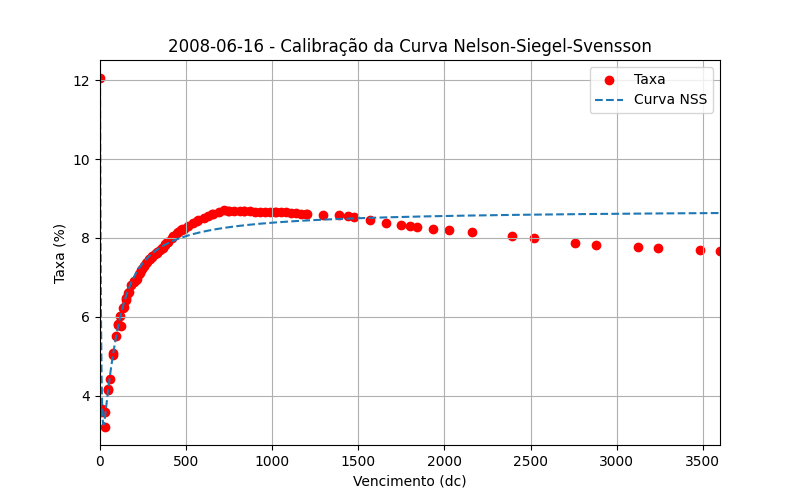 2008-06-16 - Calibração da Curva Nelson-Siegel-Svensson
Taxa
Curva NSS
Taxa (%)
12
10
8
6
4
0 500 1000 1500 2000 2500 3000 3500
Vencimento (dc)